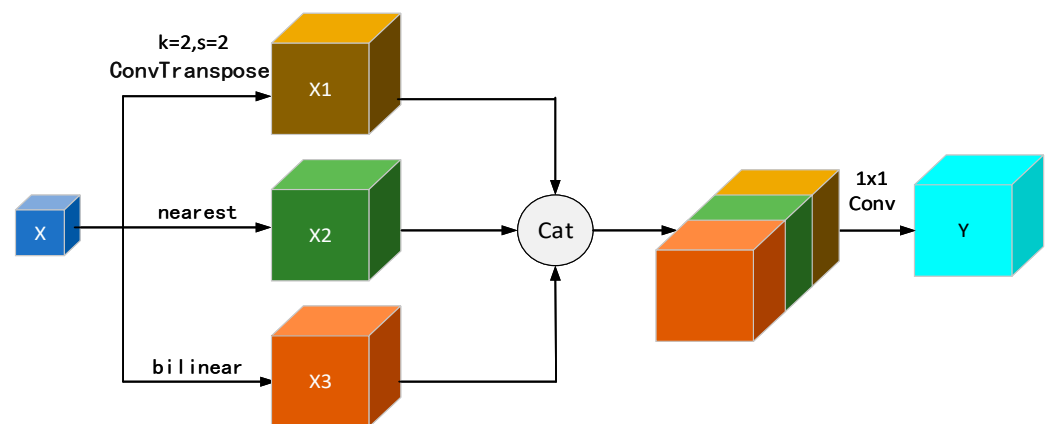 k=2,s=2
ConvTranspose
X1
X
nearest
X2
Cat
1x1
Conv
Y
bilinear
X3